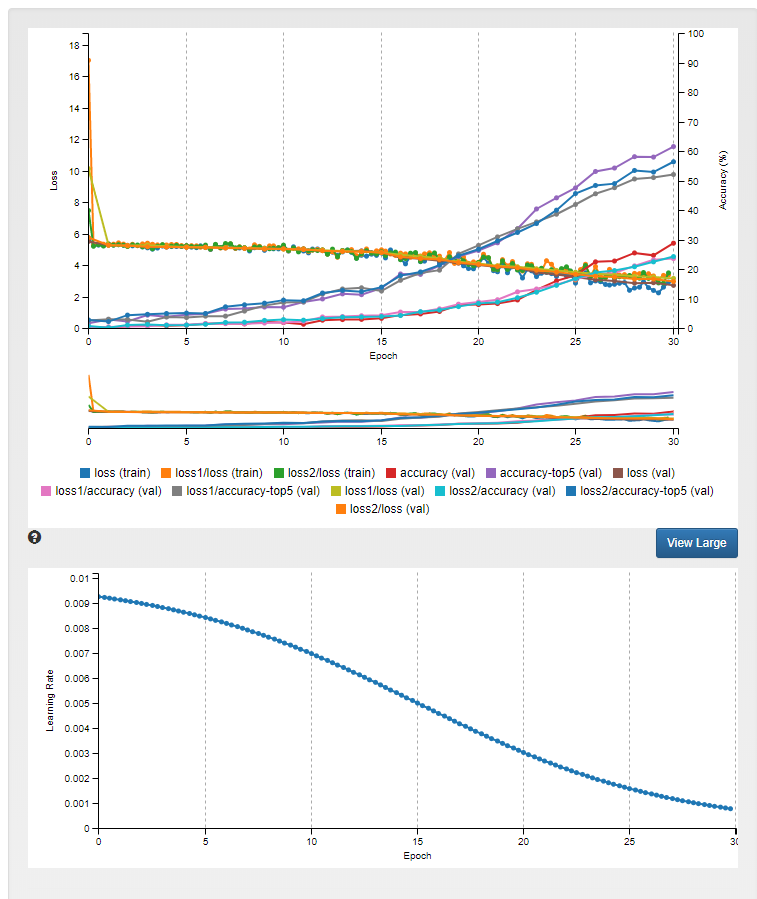 18
16
14
12
10
8
6
4
2
0
Loss
100
90
80
70
60
50
40
30
20
10
0
Accuracy (%)
0 5 10 15 20 25 30
Epoch
0 5 10 15 20 25 30
loss (train) loss1/loss (train) loss2/loss (train) accuracy (val) accuracy-top5 (val) loss (val)
loss1/accuracy (val) loss1/accuracy-top5 (val) loss1/loss (val) loss2/accuracy (val) loss2/accuracy-top5 (val)
loss2/loss (val)
?
View Large
0.01
0.009
0.008
0.007
0.006
0.005
0.004
0.003
0.002
0.001
0
Learning Rate
0 5 10 15 20 25 30
Epoch